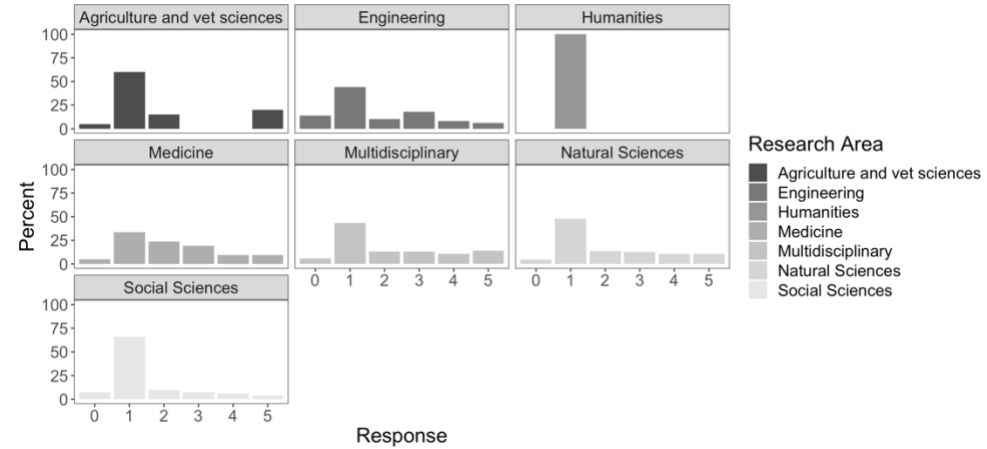 Agriculture and vet sciences
Engineering
Humanities
100
75
50
25
0
Medicine
Multidisciplinary
Natural Sciences
100
75
50
25
0
0 1 2 3 4 5
0 1 2 3 4 5
Social Sciences
100
75
50
25
0
0 1 2 3 4 5
Percent
Response
Research Area
Agriculture and vet sciences
Engineering
Humanities
Medicine
Multidisciplinary
Natural Sciences
Social Sciences